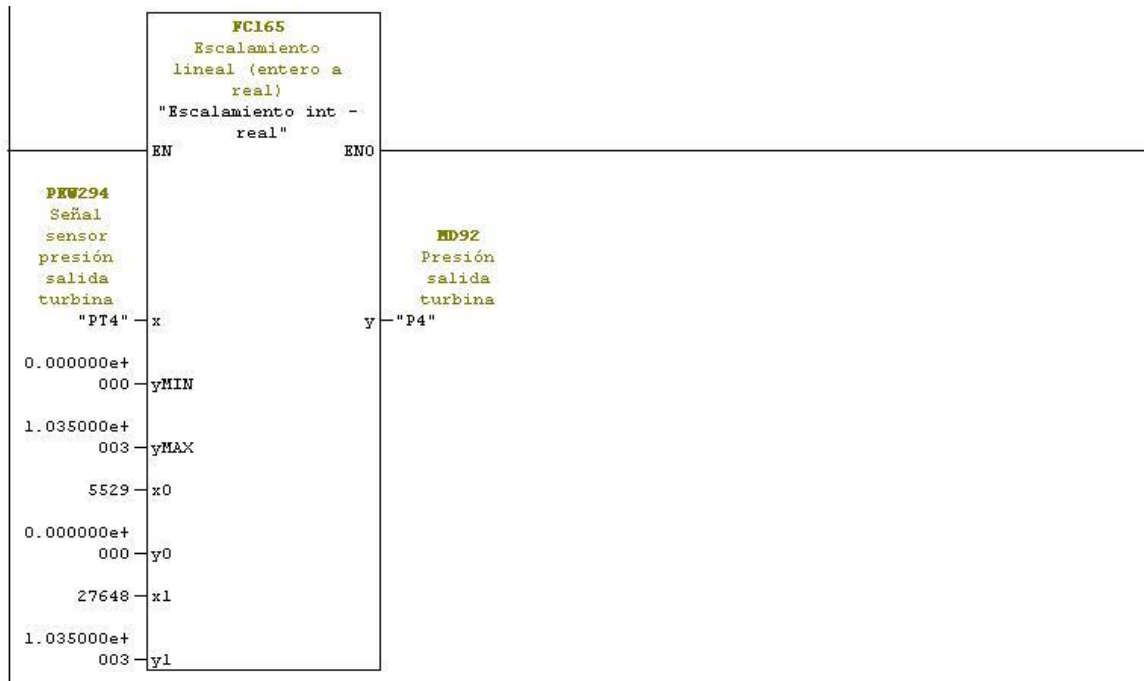 FC165
Escalamiento
lineal (entero a
real)
"Escalamiento int -
real"
EN ENO
PEW294
Señal
sensor
presión
salida
turbina
"PT4" x
MD92
Presión
salida
turbina
y "P4"
0.000000e+
000 yMIN
1.035000e+
003 yMAX
5529 x0
0.000000e+
000 y0
27648 x1
1.035000e+
003 y1